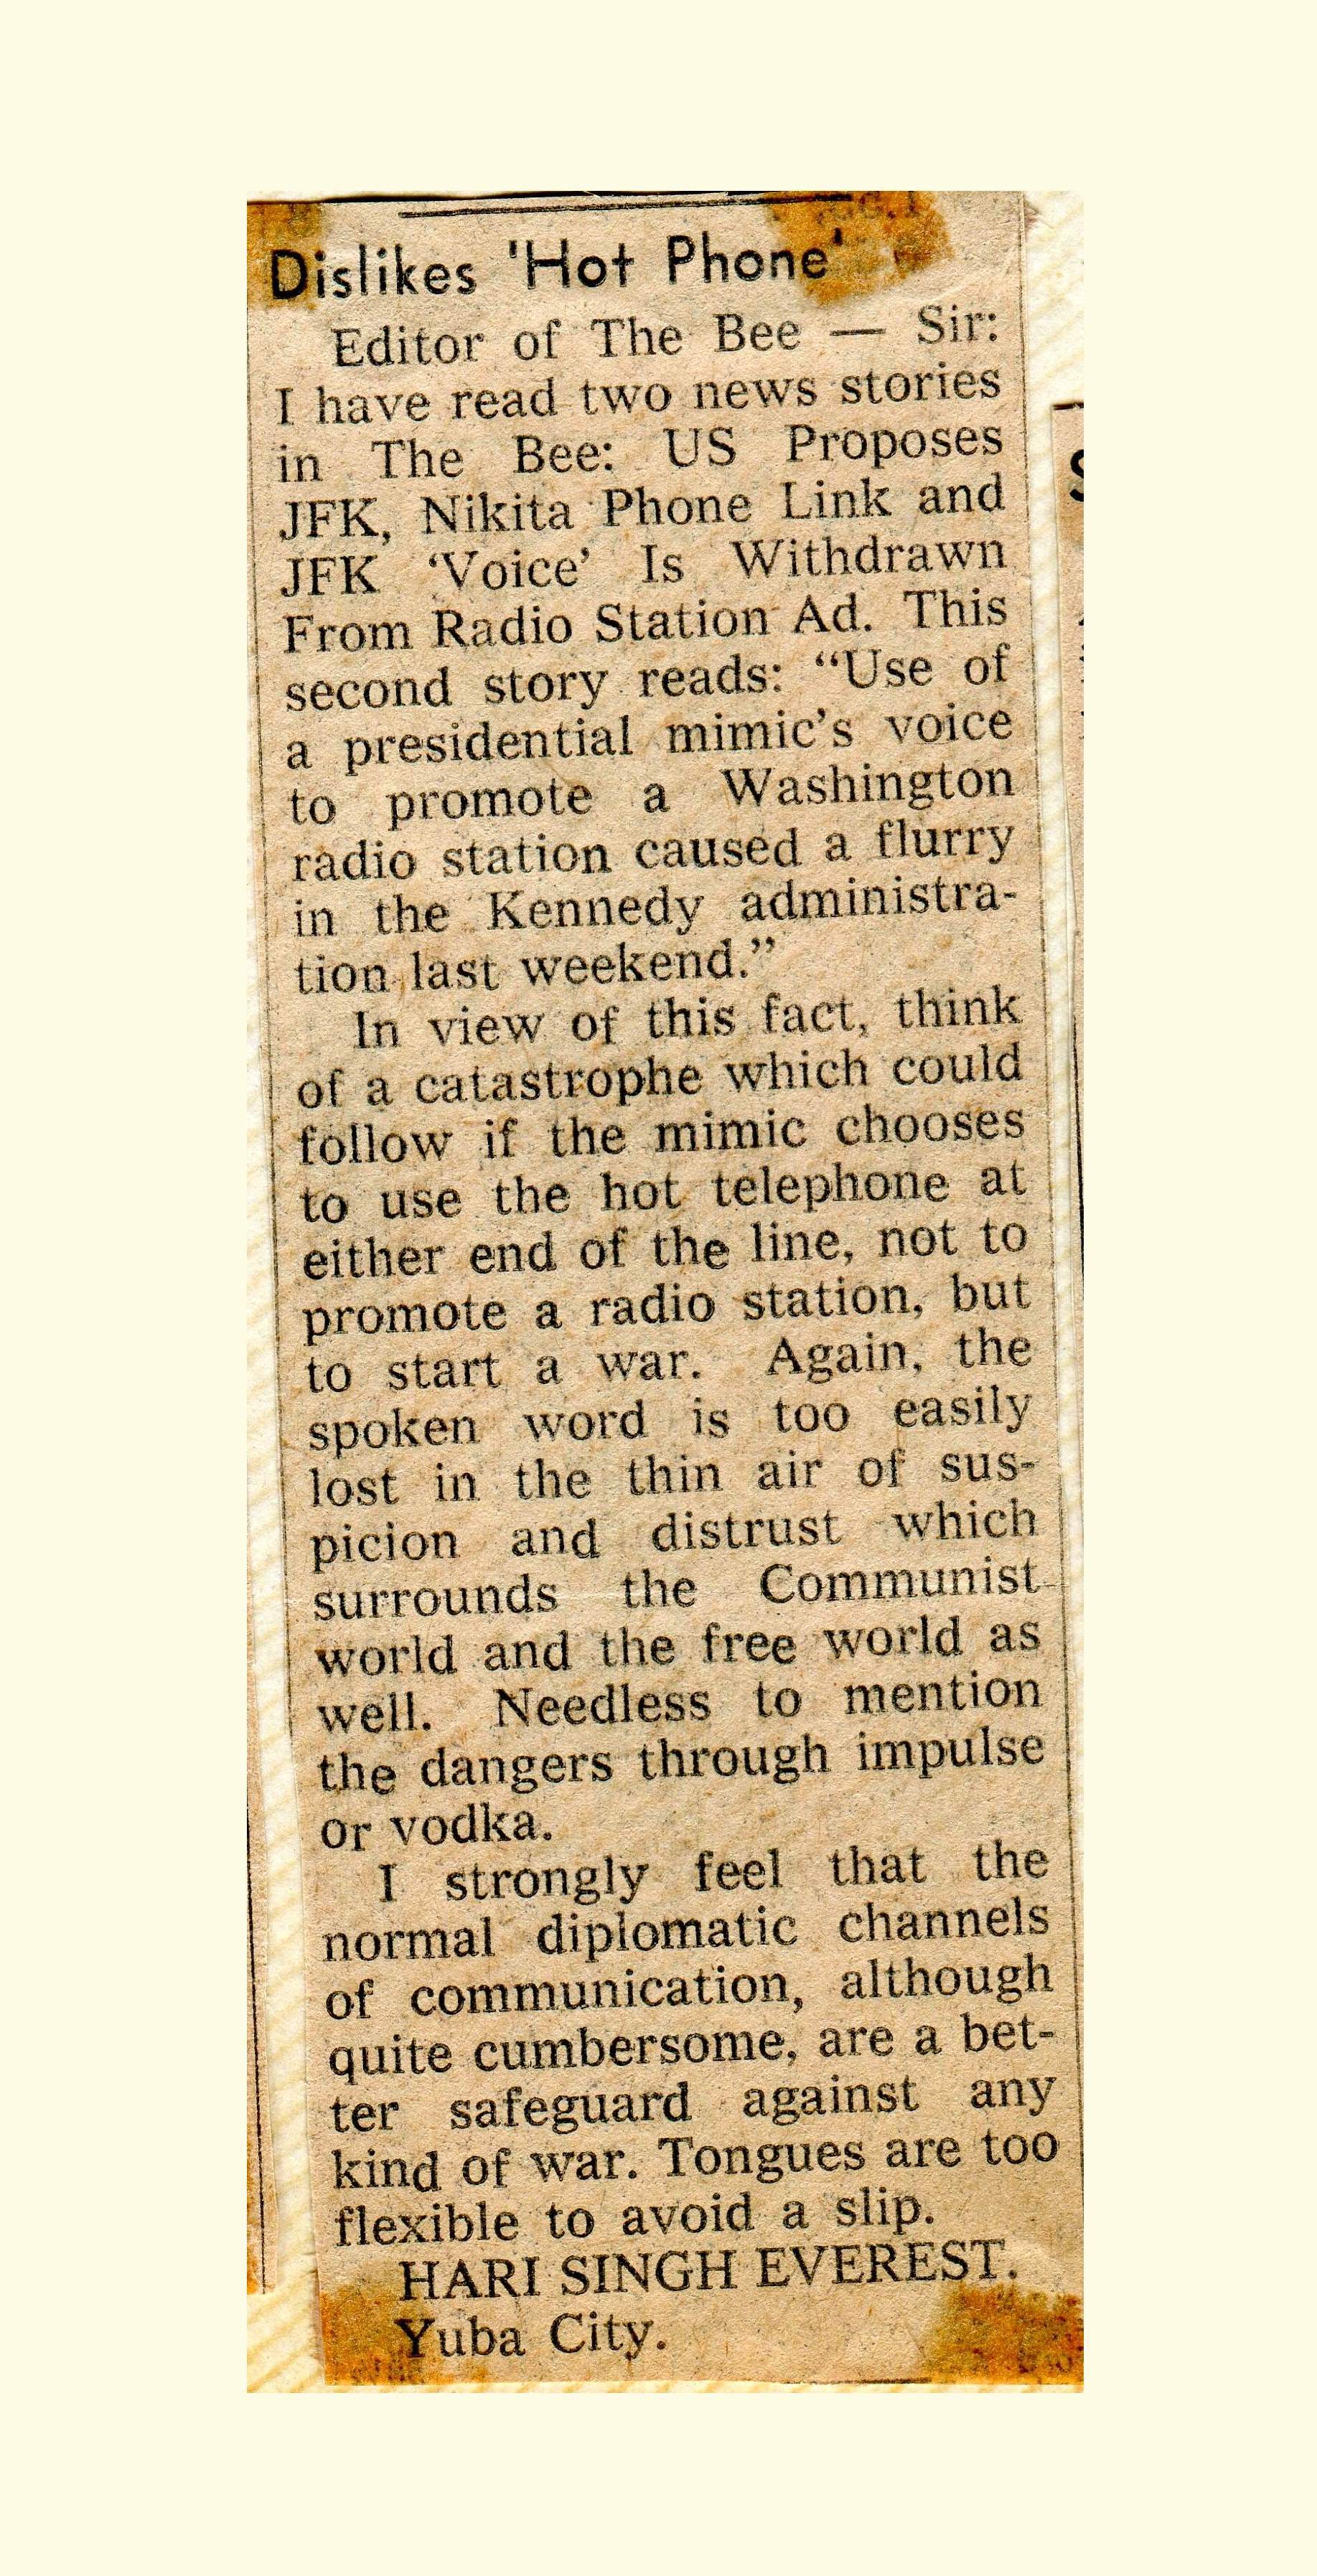 Dislikes 'Hot Phone'
Editor of The Bee — Sir:
I have read two news stories
in The Bee: US Proposes
JFK, Nikita Phone Link and
JFK ‘Voice’ Is Withdrawn
From Radio Station Ad. This
second story reads: “Use of
a presidential mimic’s voice
to promote a Washington
radio station caused a flurry
in the Kennedy administra-
tion last weekend.”
In view of this fact, think
of a catastrophe which could
follow if the mimic chooses
to use the hot telephone at
either end of the line, not to
promote a radio station, but
to start a war. Again, the
spoken word is too easily
lost in the thin air of sus-
picion and distrust which
surrounds the Communist
world and the free world as
well. Needless to mention
the dangers through impulse
or vodka.
I strongly feel that the
normal diplomatic channels
of communication, although
quite cumbersome, are a bet-
ter safeguard against any
kind of war. Tongues are too
flexible to avoid a slip.
HARI SINGH EVEREST.
Yuba City.